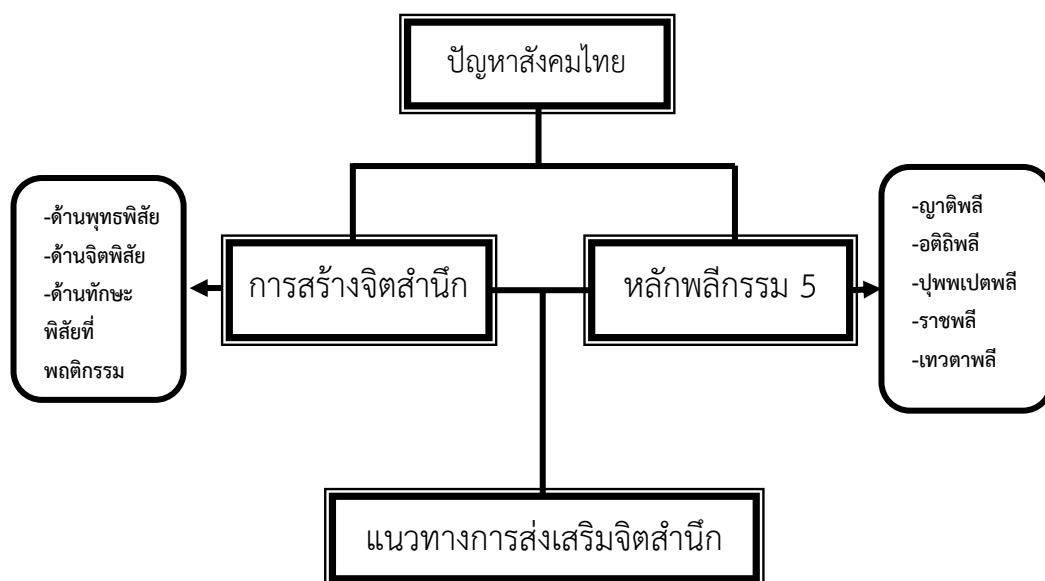 ปัญหาสังคมไทย
-ด้านพุทธพิสัย
-ด้านจิตพิสัย
-ด้านทักษะ
พิสัยที่
พฤติกรรม
การสร้างจิตสำนึก
หลักพลีกรรม 5
-ญาติพลี
-อติถิพลี
-ปุพพเปตพลี
-ราชพลี
-เทวตาพลี
แนวทางการส่งเสริมจิตสำนึก